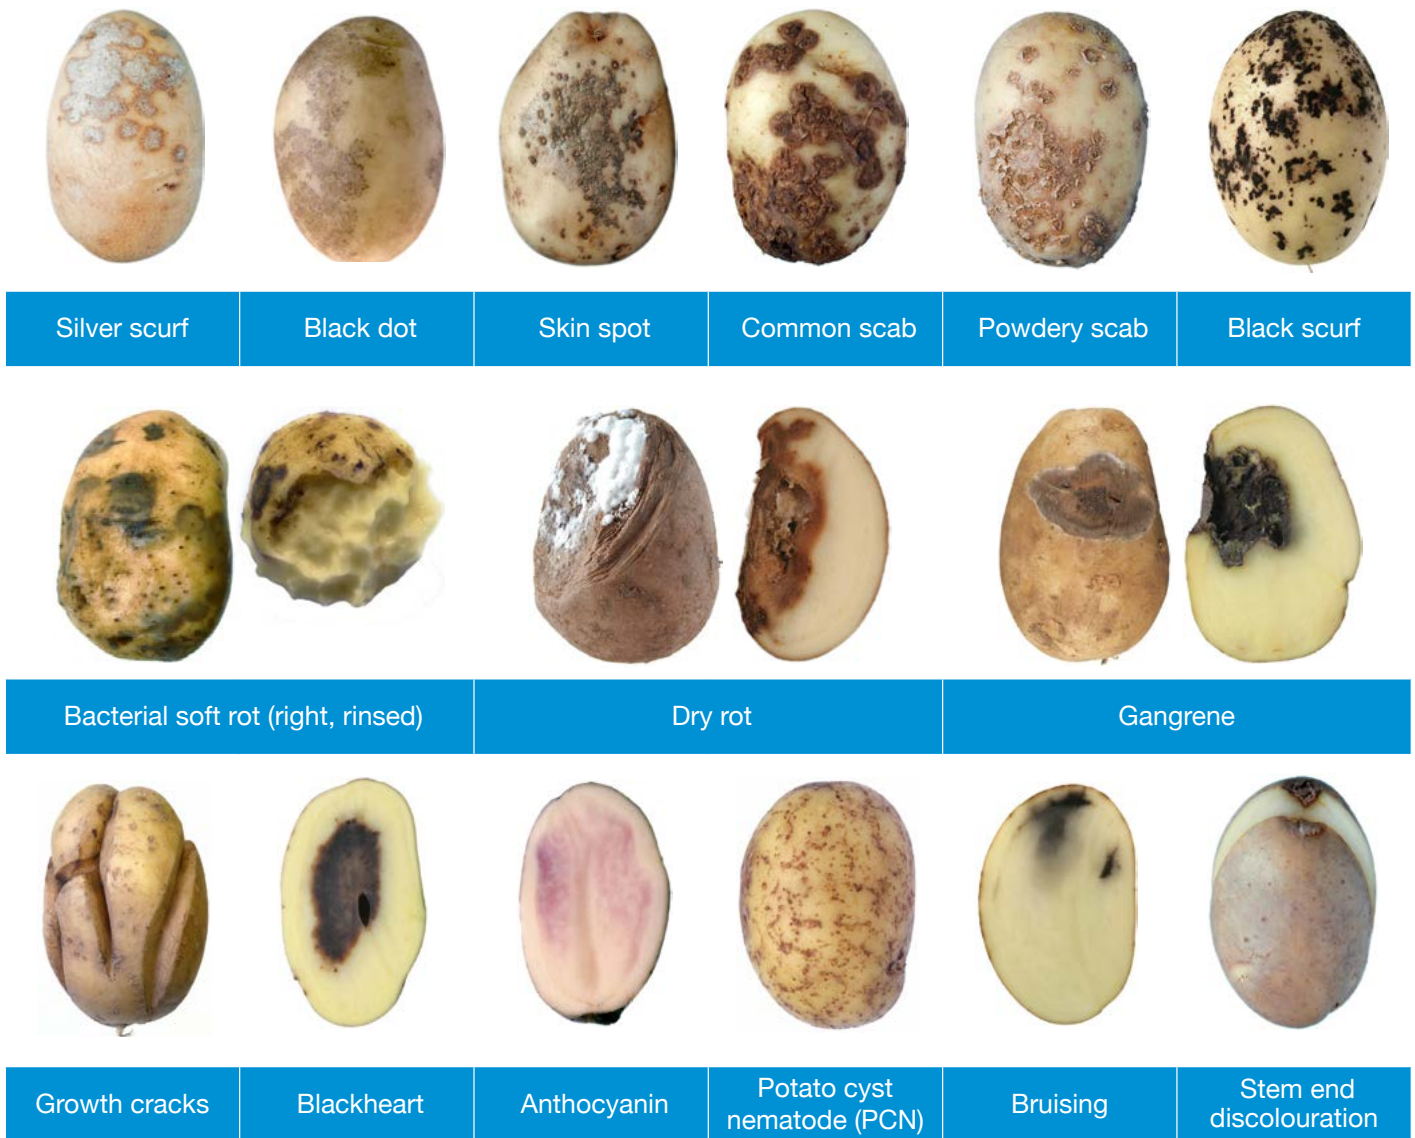 Silver scurf
Black dot
Skin spot
Common scab
Powdery scab
Black scurf
Bacterial soft rot (right, rinsed)
Dry rot
Gangrene
Growth cracks
Blackheart
Anthocyanin
Potato cyst
nematode (PCN)
Bruising
Stem end
discolouration